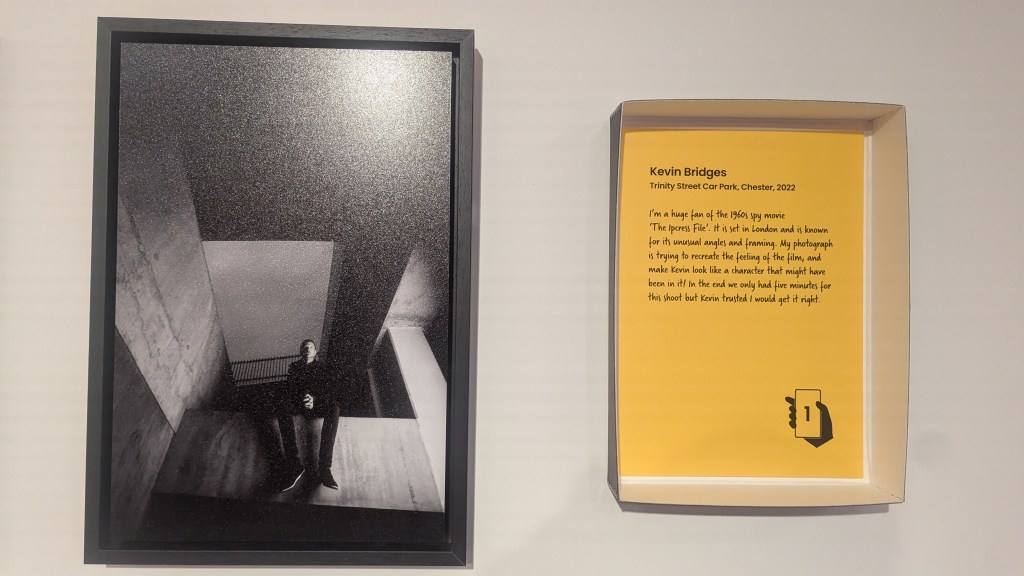 Kevin Bridges
Trinity Street Car Park, Chester, 2022
I'm a huge fan of the 1960s spy movie
'The Ipcress File'. It is set in London and is known
for its unusual angles and framing. My photograph
is trying to recreate the feeling of the film, and
make Kevin look like a character that might have
been in it! In the end we only had five minutes for
this shoot but Kevin trusted I would get it right.
1